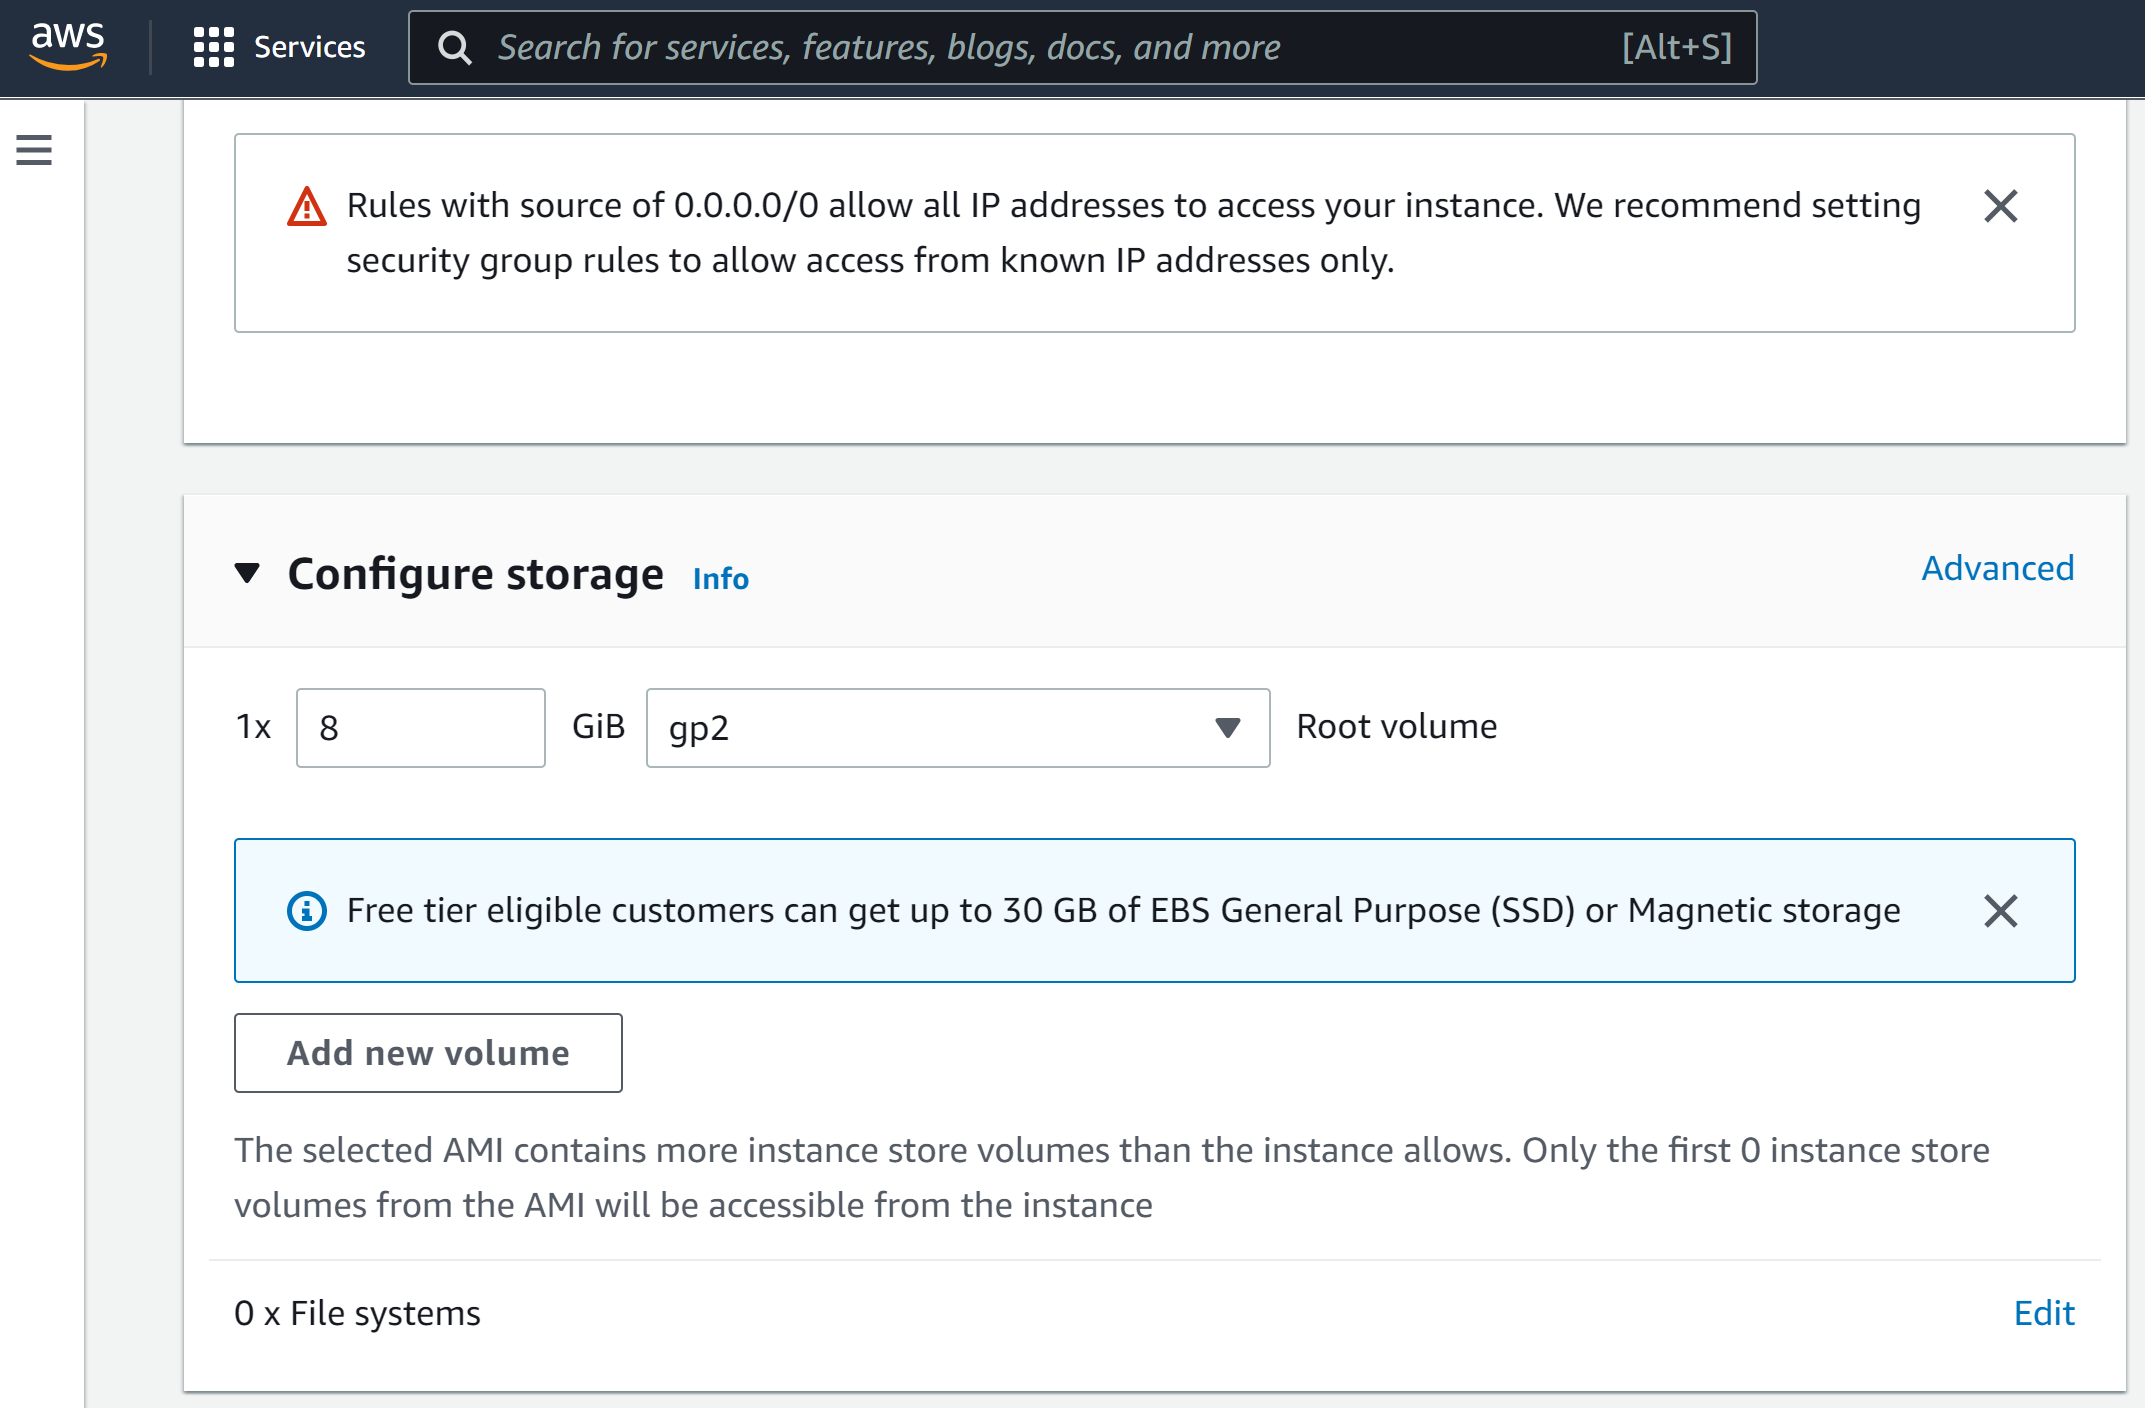 aws
Services
Search for services, features, blogs, docs, and more
[Alt+S]
Rules with source of 0.0.0.0/0 allow all IP addresses to access your instance. We recommend setting
security group rules to allow access from known IP addresses only.
Configure storage
Info
Advanced
1x
8
GiB
gp2
Root volume
Free tier eligible customers can get up to 30 GB of EBS General Purpose (SSD) or Magnetic storage
Add new volume
The selected AMI contains more instance store volumes than the instance allows. Only the first 0 instance store
volumes from the AMI will be accessible from the instance
0 x File systems
Edit